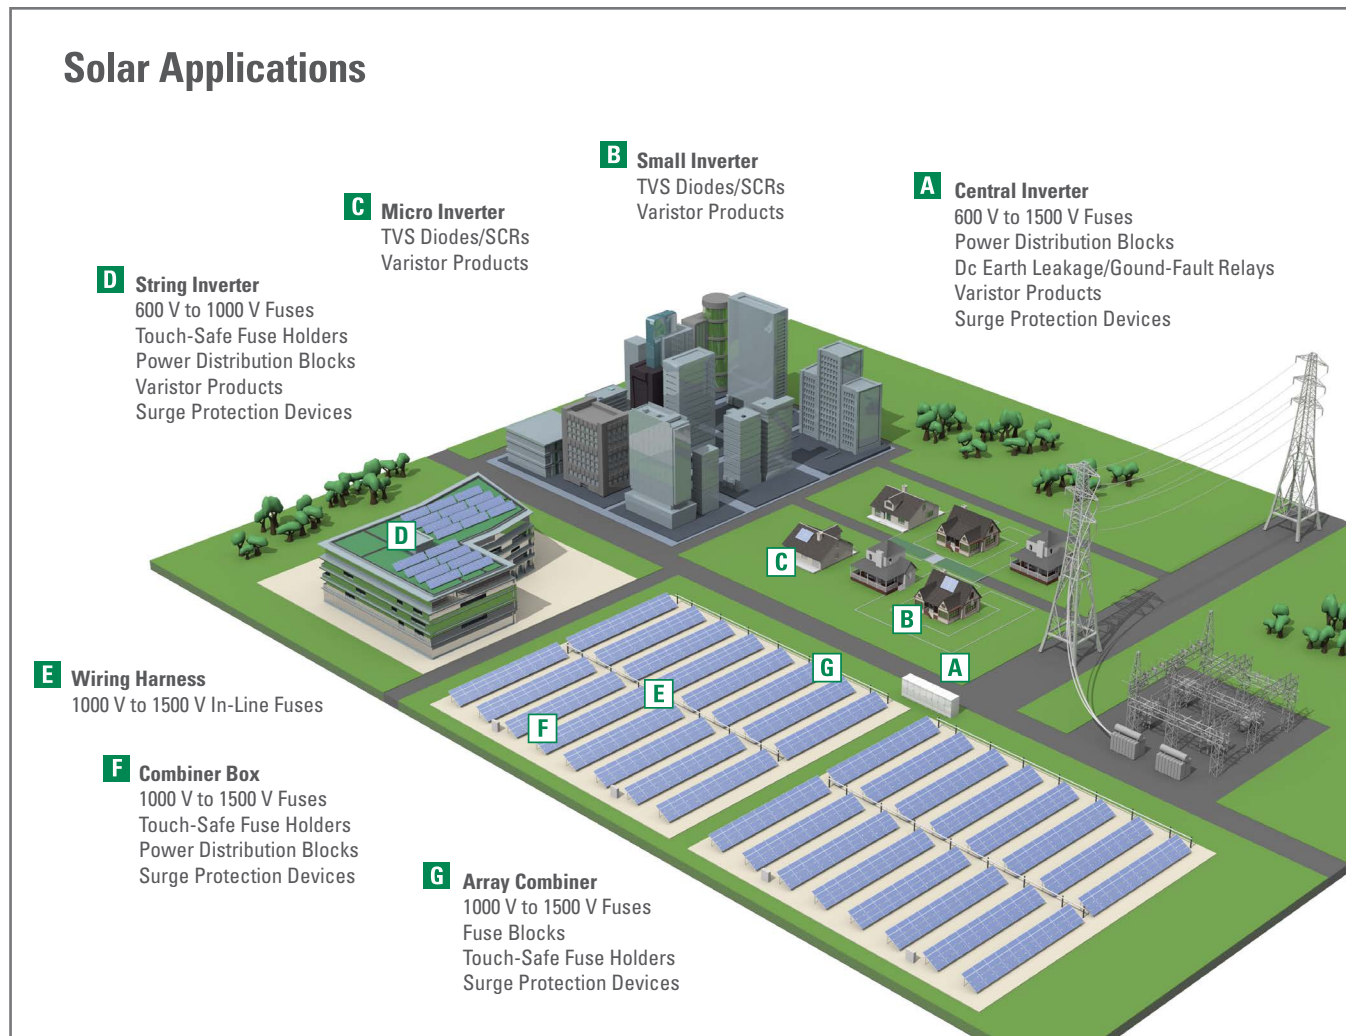 Solar Applications
B Small Inverter
TVS Diodes/SCRs
Varistor Products
A Central Inverter
600 V to 1500 V Fuses
Power Distribution Blocks
Dc Earth Leakage/Gound-Fault Relays
Varistor Products
Surge Protection Devices
C Micro Inverter
TVS Diodes/SCRs
Varistor Products
D String Inverter
600 V to 1000 V Fuses
Touch-Safe Fuse Holders
Power Distribution Blocks
Varistor Products
Surge Protection Devices
D
C
B
A
G
E
F
E Wiring Harness
1000 V to 1500 V In-Line Fuses
F Combiner Box
1000 V to 1500 V Fuses
Touch-Safe Fuse Holders
Power Distribution Blocks
Surge Protection Devices
G Array Combiner
1000 V to 1500 V Fuses
Fuse Blocks
Touch-Safe Fuse Holders
Surge Protection Devices